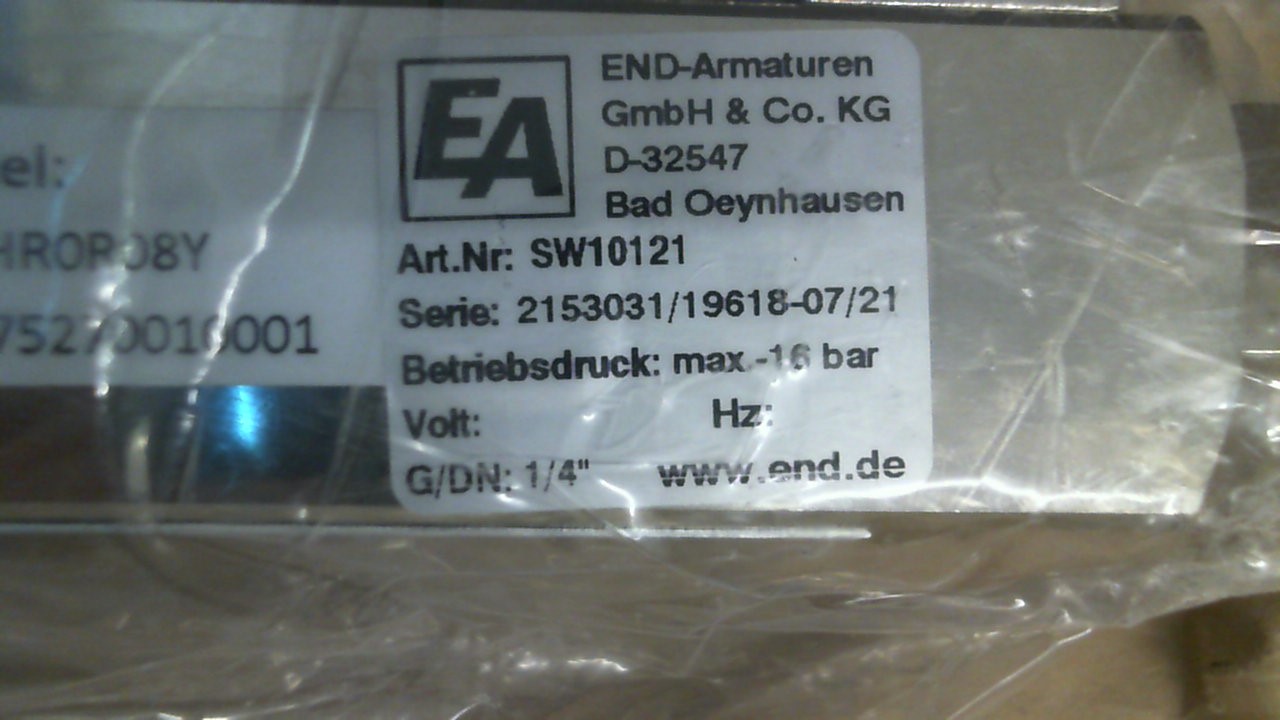 EA
END-Armaturen
GmbH & Co. KG
D-32547
Bad Oeynhausen
Art.Nr: SW10121
Serie: 2153031/19618-07/21
Betriebsdruck: max.-16 bar
Volt: Hz:
G/DN: 1/4" www.end.de
el:
HR0R08Y
75270010001